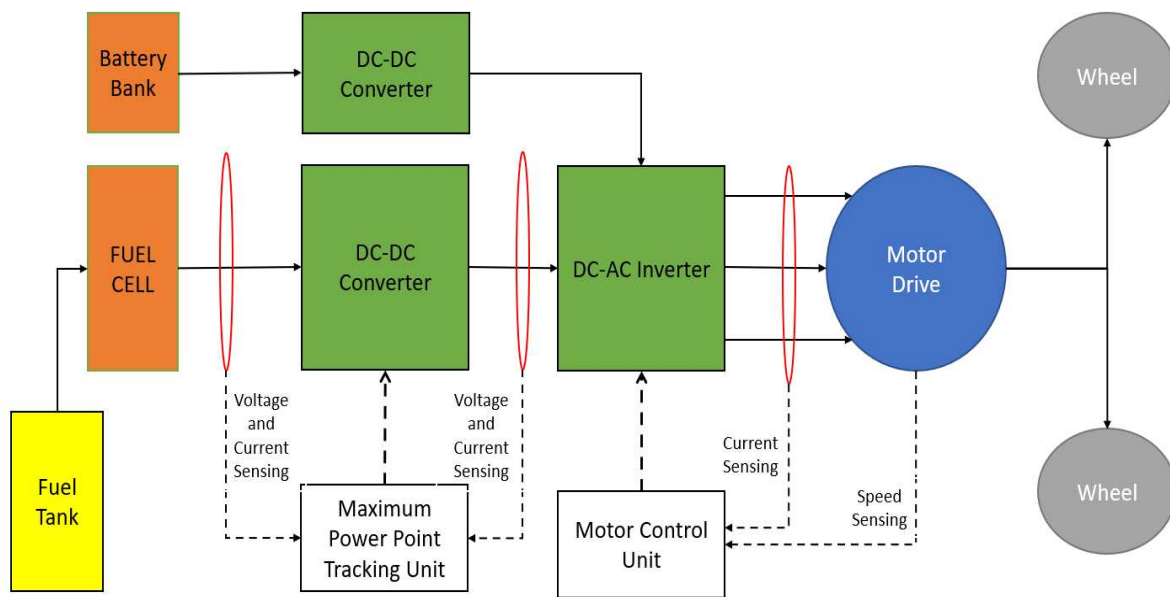 Battery
Bank
DC-DC
Converter
Wheel
FUEL
CELL
DC-DC
Converter
DC-AC Inverter
Motor
Drive
Voltage
and
Current
Sensing
Voltage
and
Current
Sensing
Current
Sensing
Speed
Sensing
Fuel
Tank
Maximum
Power Point
Tracking Unit
Motor Control
Unit
Wheel